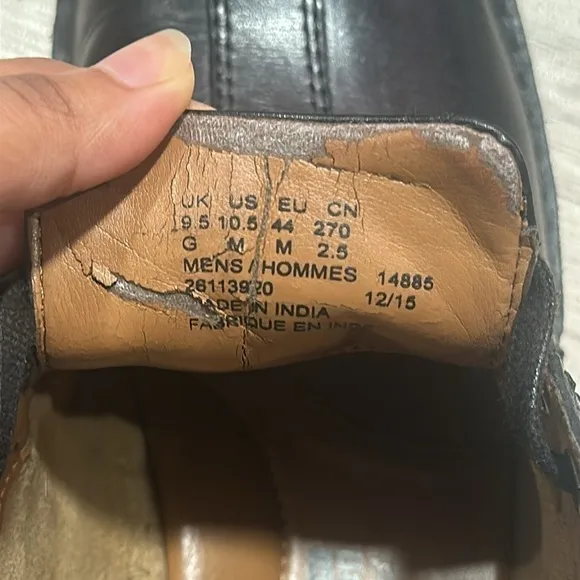 UK US EU CN
9.5 10.5 44 270
G M M 2.5
MENS / HOMMES 14885
26113920 12/15
MADE IN INDIA
FABRIQUE EN